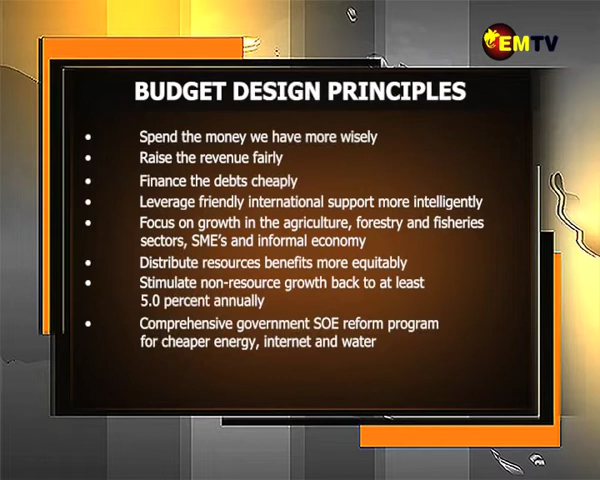 EMTV
BUDGET DESIGN PRINCIPLES
• Spend the money we have more wisely
• Raise the revenue fairly
• Finance the debts cheaply
• Leverage friendly international support more intelligently
• Focus on growth in the agriculture, forestry and fisheries
sectors, SME's and informal economy
• Distribute resources benefits more equitably
• Stimulate non-resource growth back to at least
5.0 percent annually
• Comprehensive government SOE reform program
for cheaper energy, internet and water